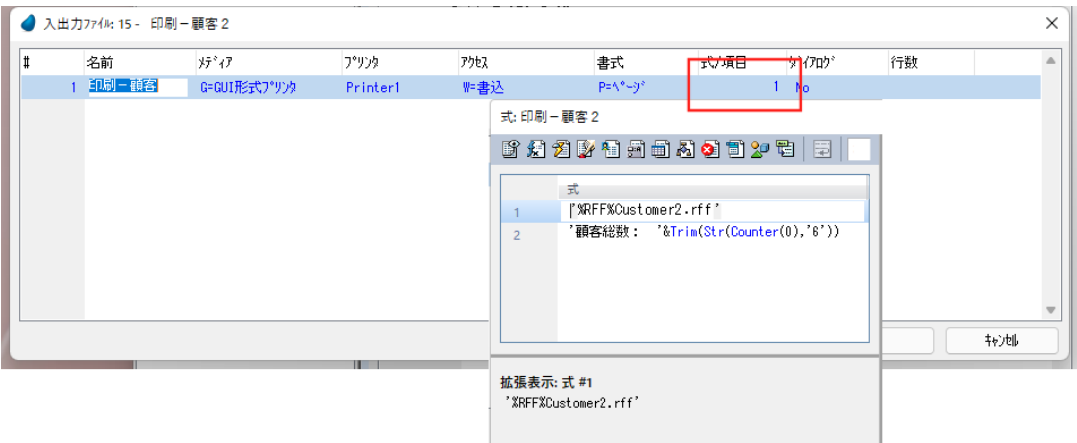 入出力ﾌｧｲﾙ: 15 - 印刷－顧客２
# 名前 ﾒﾃﾞｨｱ ﾌﾟﾘﾝﾀ ｱｸｾｽ 書式 式/項目 ﾀﾞｲｱﾛｸﾞ 行数
1 印刷－顧客 G=GUI形式ﾌﾟﾘﾝﾀ Printer1 W=書込 P=ﾍﾟｰｼﾞ 1 No
式: 印刷－顧客２
式
1 '%RFF%Customer2.rff'
2 '顧客総数： '&Trim(Str(Counter(0),'6'))
ｷｬﾝｾﾙ
拡張表示: 式 #1
'%RFF%Customer2.rff'